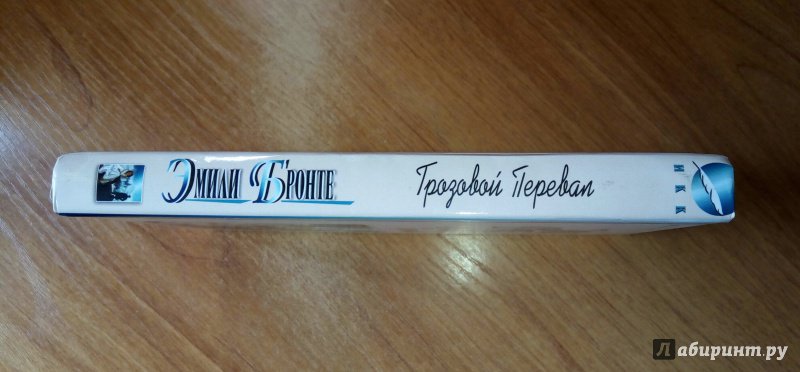 Эмили Бронте
Грозовой Перевал
ИКК
Лабиринт.ру